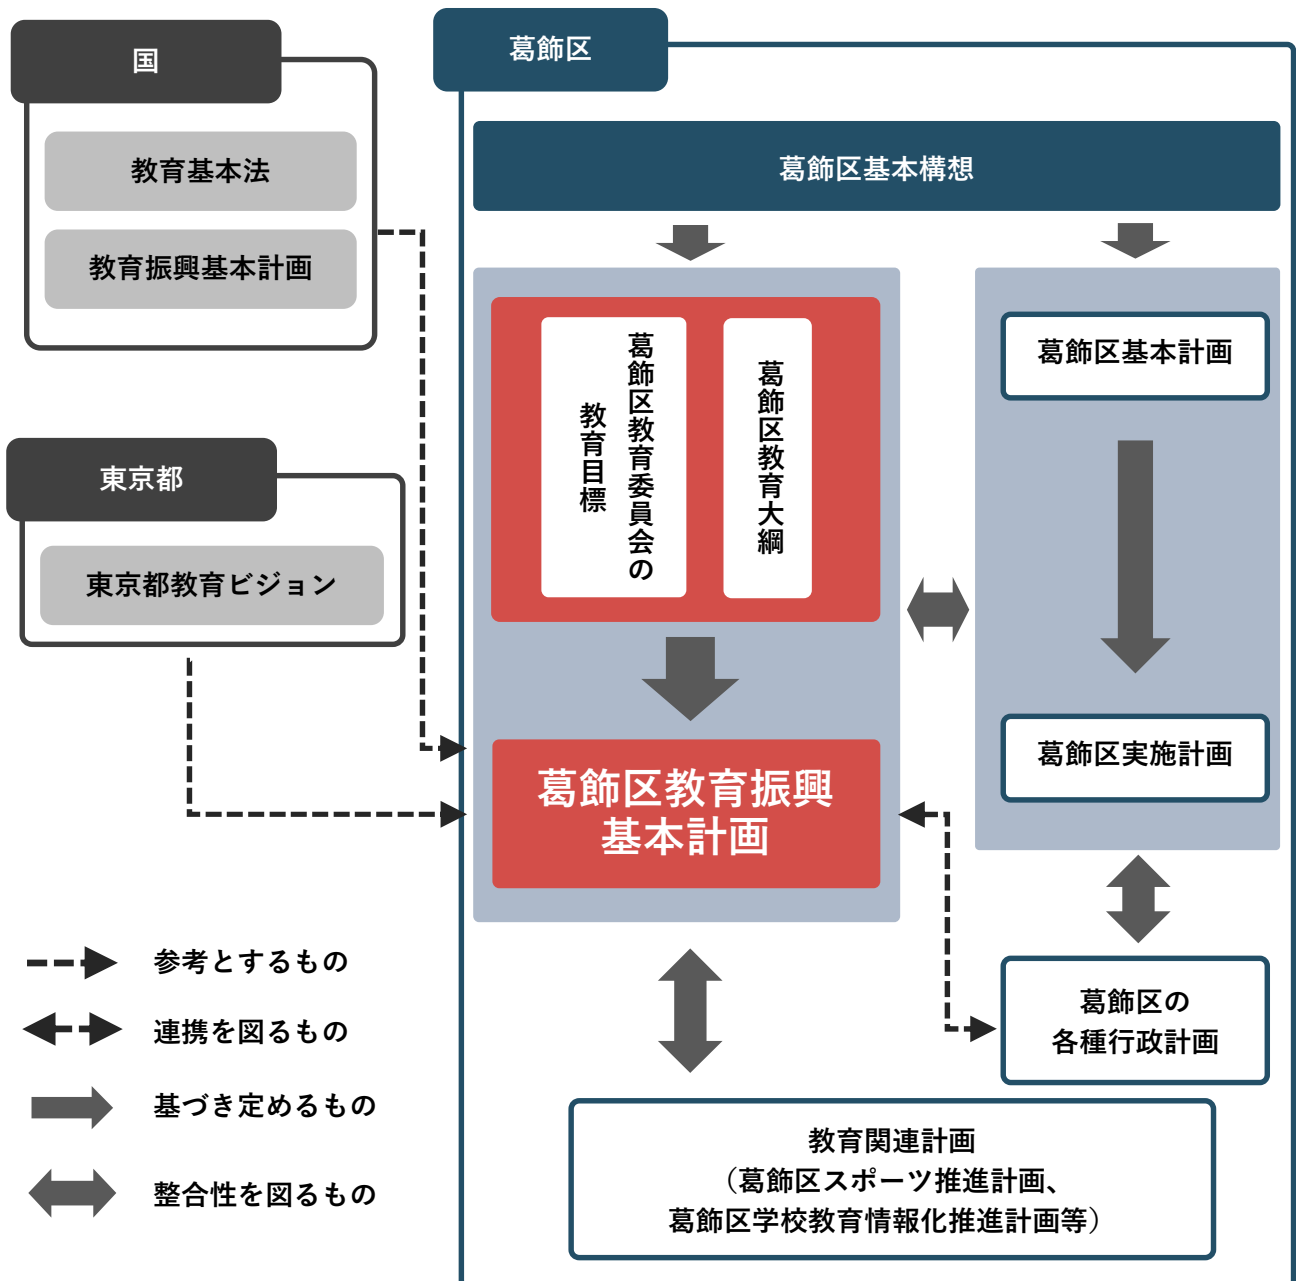 国
教育基本法
教育振興基本計画
東京都
東京都教育ビジョン
葛飾区
葛飾区基本構想
葛飾区教育大綱
葛飾区教育委員会の
教育目標
葛飾区教育振興
基本計画
葛飾区基本計画
葛飾区実施計画
葛飾区の
各種行政計画
教育関連計画
（葛飾区スポーツ推進計画、
葛飾区学校教育情報化推進計画等）
参考とするもの
連携を図るもの
基づき定めるもの
整合性を図るもの